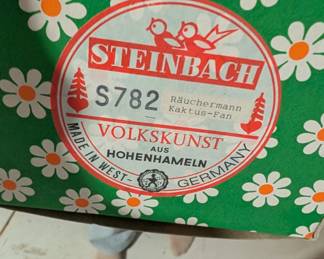 STEINBACH
S782 Räuchermann
Kaktus-Fan
VOLKSKUNST
AUS
HOHENHAMELN
MADE IN WEST-GERMANY